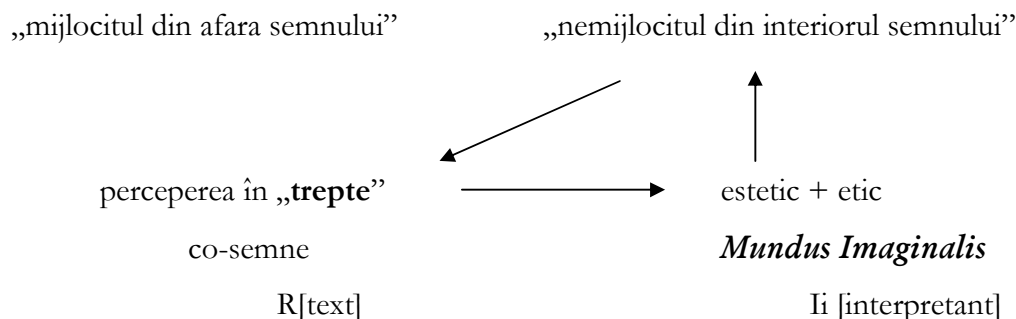 „mijlocitul din afara semnului” „nemijlocitul din interiorul semnului”
perceperea în „trepte” estetic + etic
co-semne Mundus Imaginalis
R[text] Ii [interpretant]